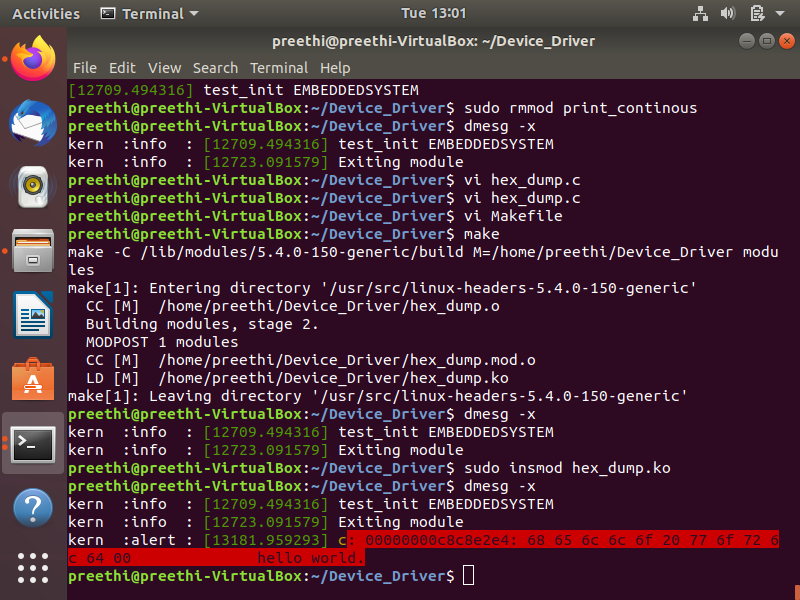 Activities Terminal Tue 13:01
preethi@preethi-VirtualBox: ~/Device_Driver
File Edit View Search Terminal Help
[12709.494316] test_init EMBEDDEDSYSTEM
preethi@preethi-VirtualBox:~/Device_Driver$ sudo rmmod print_continous
preethi@preethi-VirtualBox:~/Device_Driver$ dmesg -x
kern  :info  : [12709.494316] test_init EMBEDDEDSYSTEM
kern  :info  : [12723.091579] Exiting module
preethi@preethi-VirtualBox:~/Device_Driver$ vi hex_dump.c
preethi@preethi-VirtualBox:~/Device_Driver$ vi hex_dump.c
preethi@preethi-VirtualBox:~/Device_Driver$ vi Makefile
preethi@preethi-VirtualBox:~/Device_Driver$ make
make -C /lib/modules/5.4.0-150-generic/build M=/home/preethi/Device_Driver modu
les
make[1]: Entering directory '/usr/src/linux-headers-5.4.0-150-generic'
  CC [M]  /home/preethi/Device_Driver/hex_dump.o
  Building modules, stage 2.
  MODPOST 1 modules
  CC [M]  /home/preethi/Device_Driver/hex_dump.mod.o
  LD [M]  /home/preethi/Device_Driver/hex_dump.ko
make[1]: Leaving directory '/usr/src/linux-headers-5.4.0-150-generic'
preethi@preethi-VirtualBox:~/Device_Driver$ dmesg -x
kern  :info  : [12709.494316] test_init EMBEDDEDSYSTEM
kern  :info  : [12723.091579] Exiting module
preethi@preethi-VirtualBox:~/Device_Driver$ sudo insmod hex_dump.ko
preethi@preethi-VirtualBox:~/Device_Driver$ dmesg -x
kern  :info  : [12709.494316] test_init EMBEDDEDSYSTEM
kern  :info  : [12723.091579] Exiting module
kern  :alert : [13181.959293] c: 00000000c8c8e2e4: 68 65 6c 6c 6f 20 77 6f 72 6
c 64 00              hello world.
preethi@preethi-VirtualBox:~/Device_Driver$